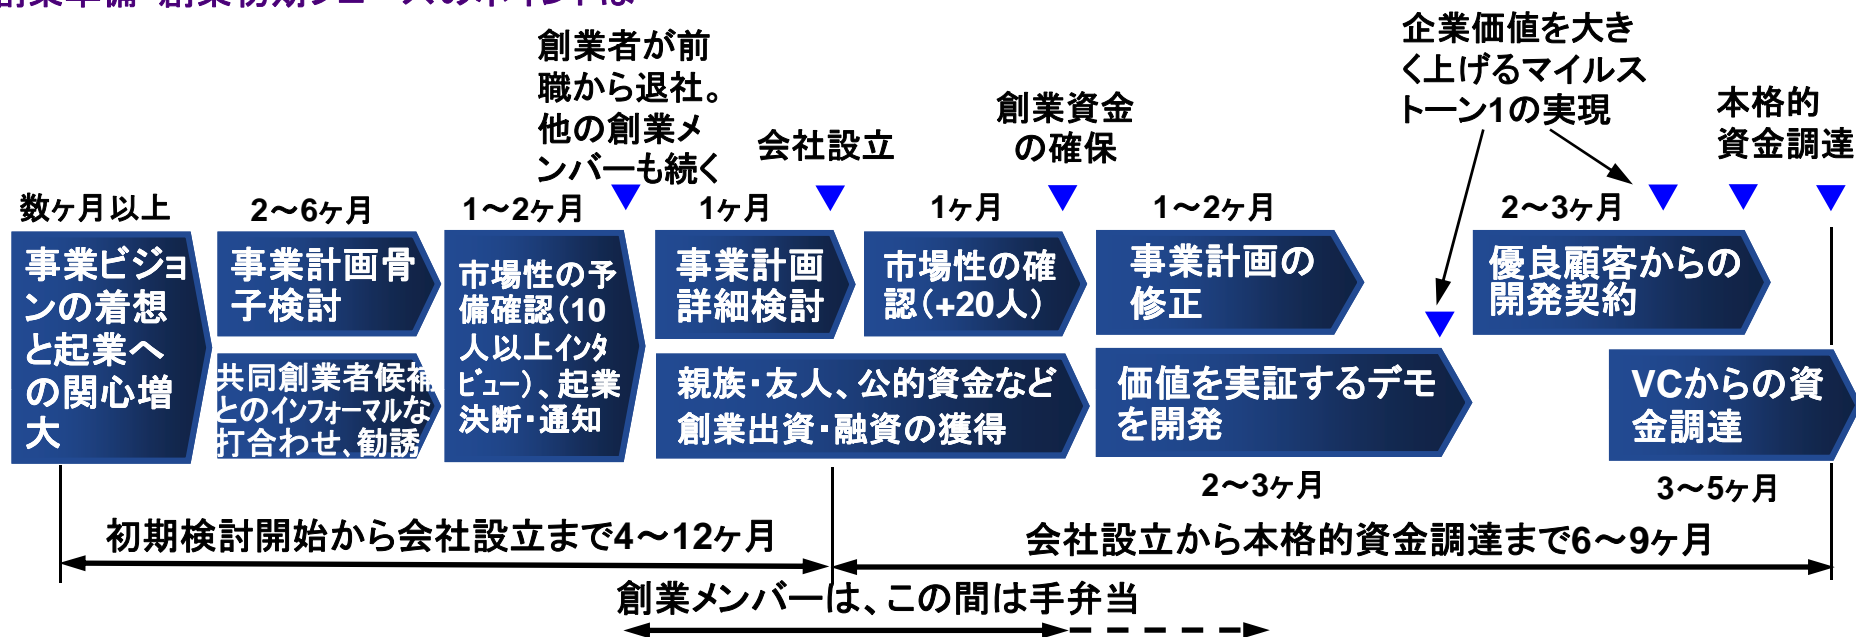 創業者が前
職から退社。
他の創業メ
ンバーも続く
会社設立
創業資金
の確保
企業価値を大き
く上げるマイルス
トーン1の実現
本格的
資金調達
数ヶ月以上
2～6ヶ月
1～2ヶ月
1ヶ月
1ヶ月
1～2ヶ月
2～3ヶ月
事業ビジョ
ンの着想
と起業へ
の関心増
大
事業計画骨
子検討
共同創業者候補
とのインフォーマルな
打合わせ、勧誘
市場性の予
備確認（10
人以上インタ
ビュー）、起業
決断・通知
事業計画
詳細検討
市場性の確
認（+20人）
親族・友人、公的資金など
創業出資・融資の獲得
事業計画の
修正
価値を実証するデモ
を開発
2～3ヶ月
優良顧客からの
開発契約
VCからの資
金調達
3～5ヶ月
初期検討開始から会社設立まで4～12ヶ月
会社設立から本格的資金調達まで6～9ヶ月
創業メンバーは、この間は手弁当